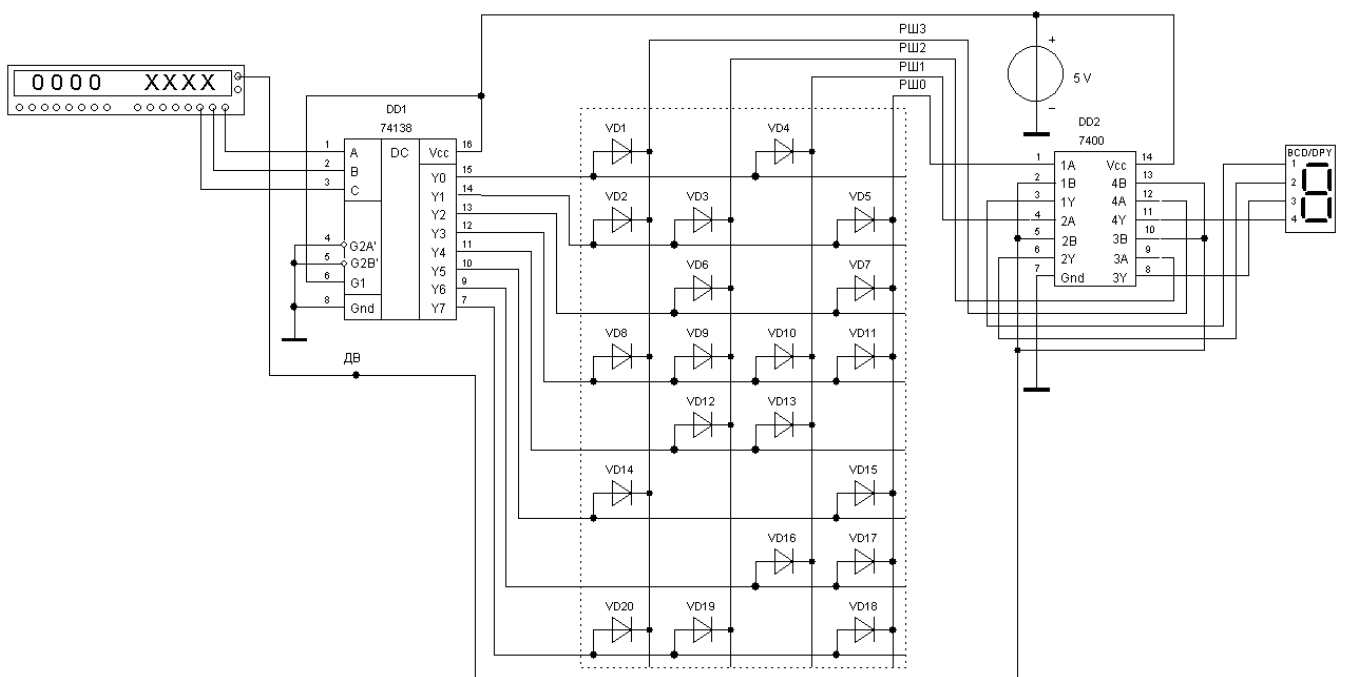 РШ3
РШ2
РШ1
РШ0
+
5 V
−
0000 XXXX
DD1
74138
1 A DC Vcc 16
2 B Y0 15
3 C Y1 14
Y2 13
Y3 12
4 G2A' Y4 11
5 G2B' Y5 10
6 G1 Y6 9
8 Gnd Y7 7
ДВ
VD1 VD4
VD2 VD3 VD5
VD6 VD7
VD8 VD9 VD10 VD11
VD12 VD13
VD14 VD15
VD16 VD17
VD20 VD19 VD18
DD2
7400
1 1A Vcc 14
2 1B 4B 13
3 1Y 4A 12
4 2A 4Y 11
5 2B 3B 10
6 2Y 3A 9
7 Gnd 3Y 8
BCD/DPY
1
2
3
4
8